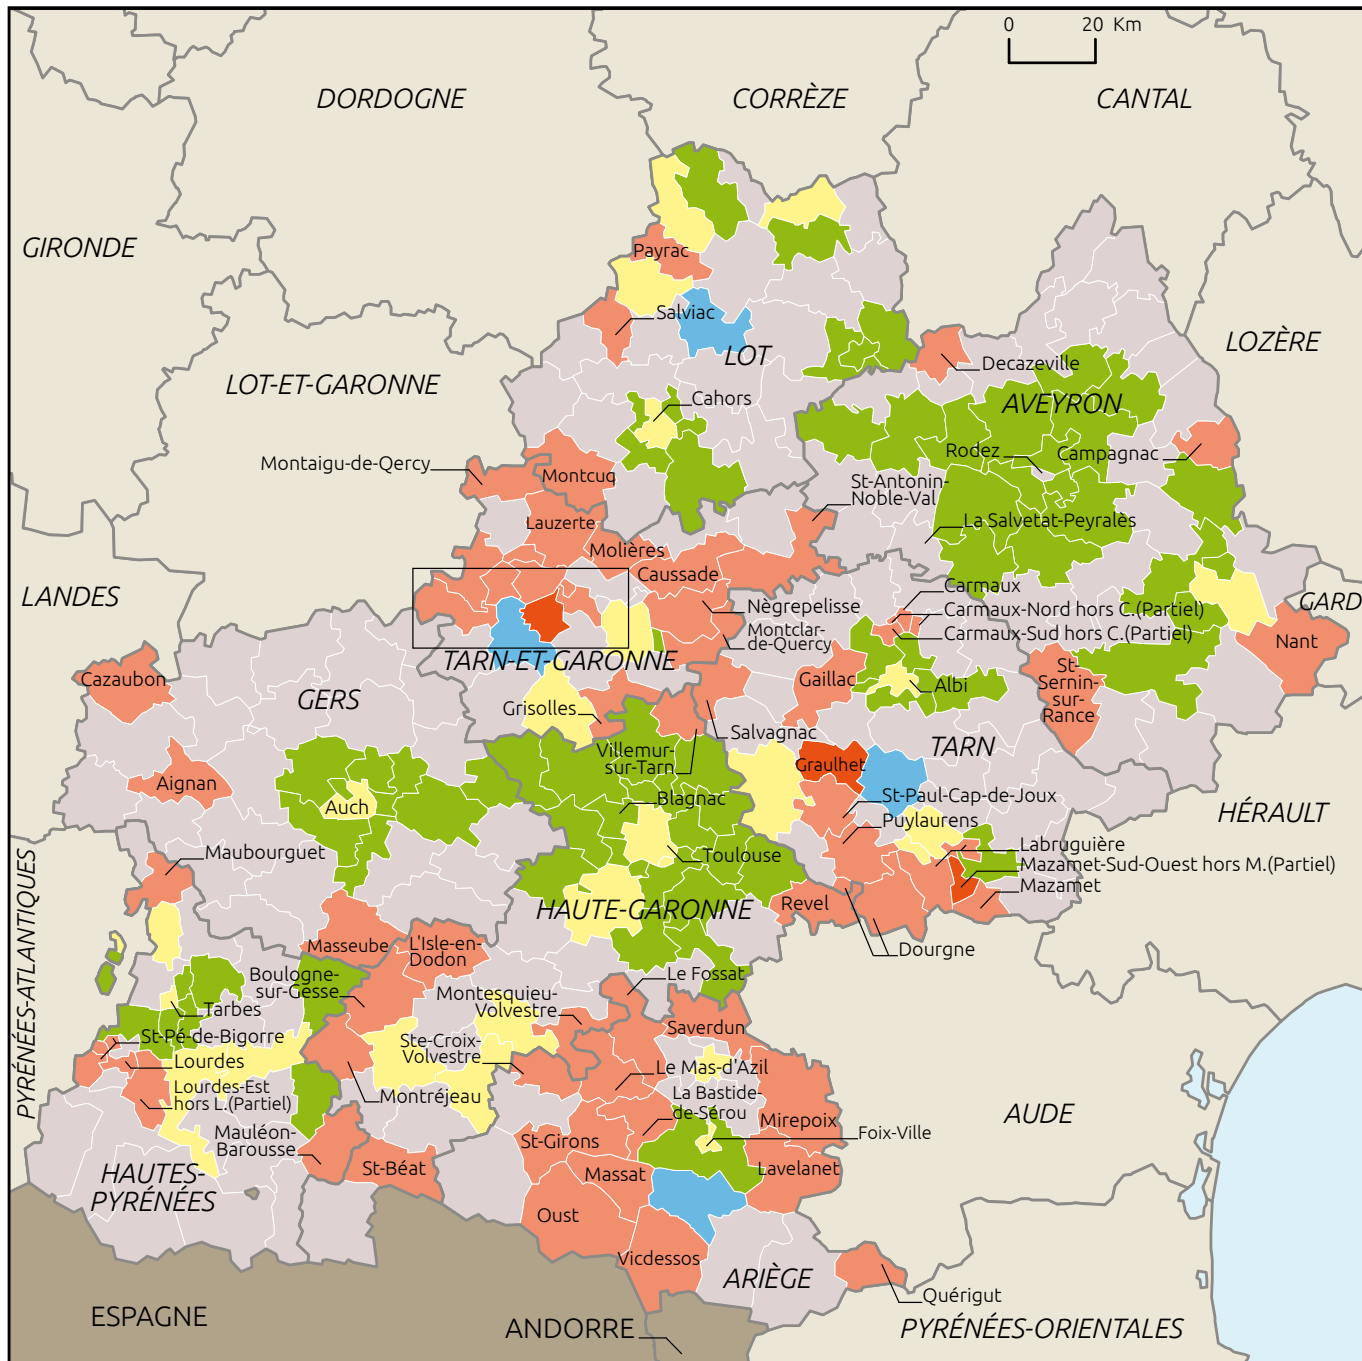 0 20 Km
DORDOGNE
CORRÈZE
CANTAL
GIRONDE
Payrac
Salviac
LOT
LOZÈRE
Decazeville
LOT-ET-GARONNE
Cahors
AVEYRON
Rodez
Campagnac
Montaigu-de-Qercy
Montcuq
St-Antonin-
Noble-Val
Lauzerte
La Salvetat-Peyralès
Molières
Caussade
LANDES
Carmaux
GARD
Nègrepelisse
Carmaux-Nord hors C.(Partiel)
Montclar-
de-Quercy
Carmaux-Sud hors C.(Partiel)
Nant
TARN-ET-GARONNE
Cazaubon
GERS
Gaillac
Albi
St-
Sernin-
sur-
Rance
Grisolles
Salvagnac
TARN
Villemur-
sur-Tarn
Graulhet
Aignan
Auch
Blagnac
St-Paul-Cap-de-Joux
HÉRAULT
Puylaurens
Maubourguet
Toulouse
Labruguière
Mazamet-Sud-Ouest hors M.(Partiel)
Mazamet
PYRÉNÉES-ATLANTIQUES
HAUTE-GARONNE
Revel
Masseube
L'Isle-en-
Dodon
Dourgne
Boulogne-
sur-Gesse
Le Fossat
Montesquieu-
Volvestre
Tarbes
Saverdun
St-Pé-de-Bigorre
Ste-Croix-
Volvestre
Lourdes
Le Mas-d'Azil
Lourdes-Est
hors L.(Partiel)
Montréjeau
La Bastide-
de-Sérou
AUDE
Mirepoix
Mauléon-
Barousse
St-Girons
Foix-Ville
St-Béat
Massat
Lavelanet
HAUTES-
PYRÉNÉES
Oust
Vicdessos
ARIÈGE
Quérigut
ESPAGNE
ANDORRE
PYRÉNÉES-ORIENTALES